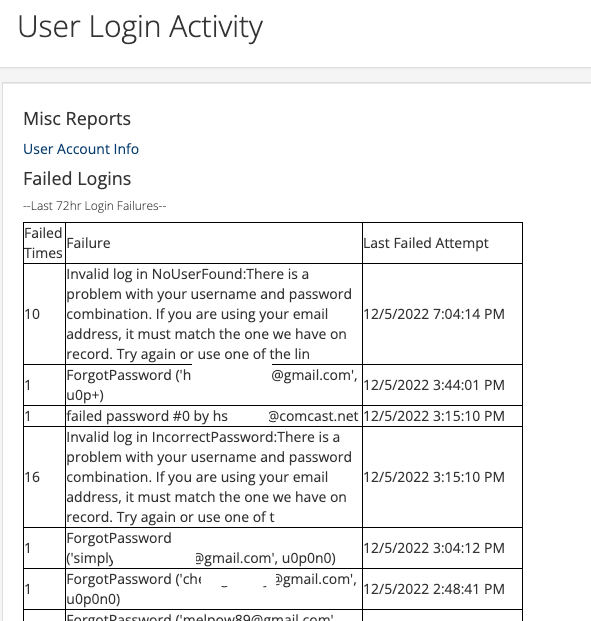 User Login Activity
Misc Reports
User Account Info
Failed Logins
--Last 72hr Login Failures--
Failed
Times
Failure
Last Failed Attempt
10
Invalid log in NoUserFound:There is a
problem with your username and password
combination. If you are using your email
address, it must match the one we have on
record. Try again or use one of the lin
12/5/2022 7:04:14 PM
1
ForgotPassword ('h @gmail.com',
u0p+)
12/5/2022 3:44:01 PM
1
failed password #0 by hs @comcast.net
12/5/2022 3:15:10 PM
16
Invalid log in IncorrectPassword:There is a
problem with your username and password
combination. If you are using your email
address, it must match the one we have on
record. Try again or use one of t
12/5/2022 3:15:10 PM
1
ForgotPassword
('simply @gmail.com', u0p0n0)
12/5/2022 3:04:12 PM
1
ForgotPassword ('che @gmail.com',
u0p0n0)
12/5/2022 2:48:41 PM
ForgotPassword ('melpow89@gmail.com',